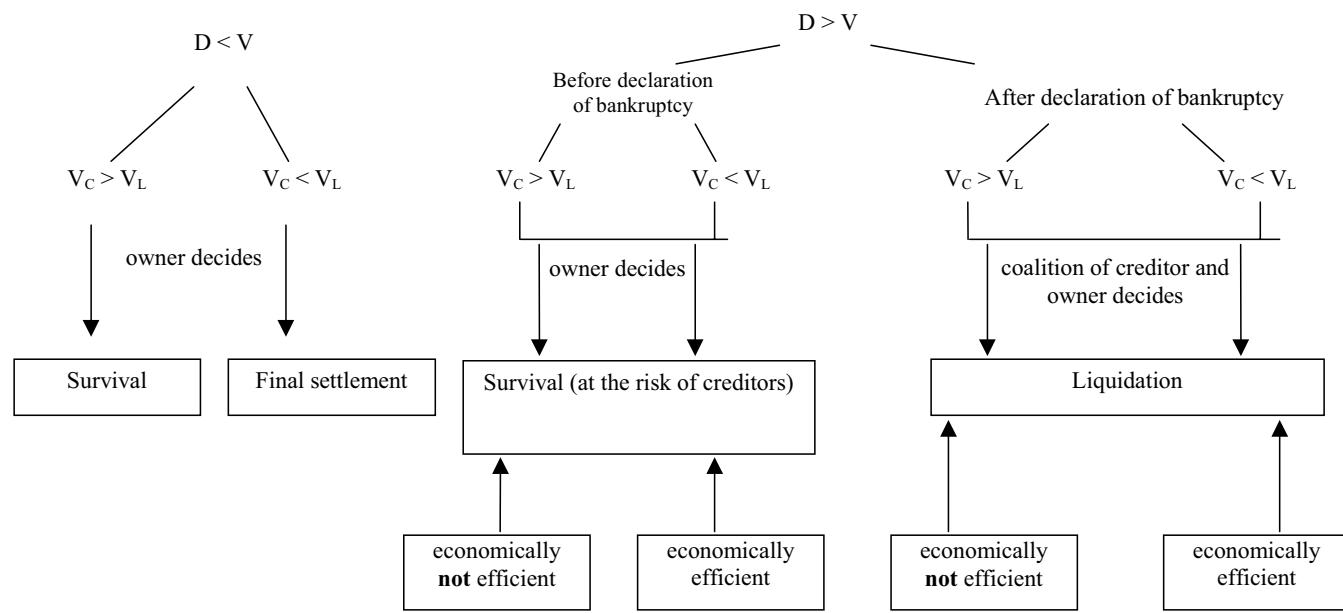 D < V
D > V
Before declaration
of bankruptcy
After declaration of bankruptcy
V_C > V_L
V_C < V_L
V_C > V_L
V_C < V_L
V_C > V_L
V_C < V_L
owner decides
owner decides
coalition of creditor and
owner decides
Survival
Final settlement
Survival (at the risk of creditors)
Liquidation
economically
not efficient
economically
efficient
economically
not efficient
economically
efficient